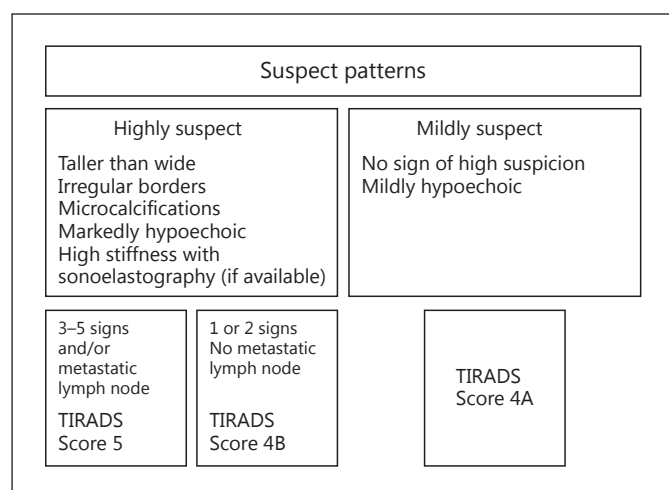 Suspect patterns
Highly suspect
Taller than wide
Irregular borders
Microcalcifications
Markedly hypoechoic
High stiffness with
sonoelastography (if available)
Mildly suspect
No sign of high suspicion
Mildly hypoechoic
3–5 signs
and/or
metastatic
lymph node
TIRADS
Score 5
1 or 2 signs
No metastatic
lymph node
TIRADS
Score 4B
TIRADS
Score 4A